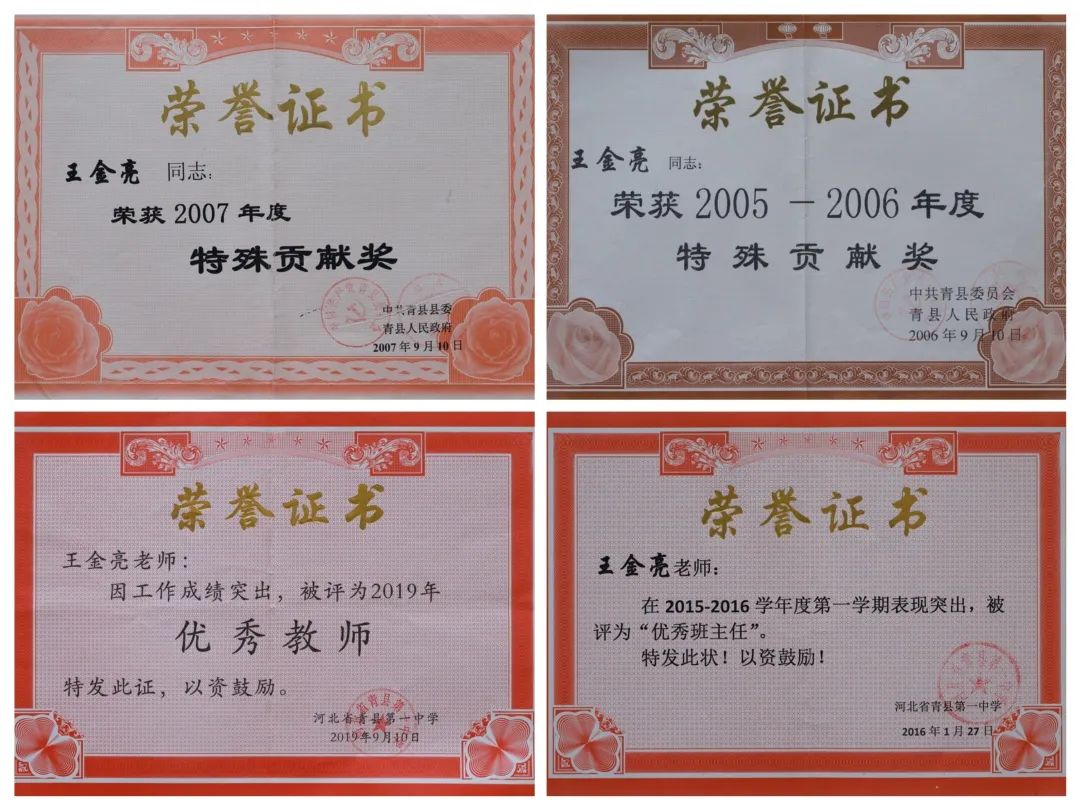 荣誉证书
王金亮 同志：
荣获 2007 年度
特殊贡献奖
中共青县县委
青县人民政府
2007 年 9 月 10 日
荣誉证书
王金亮 同志：
荣获 2005 - 2006 年度
特殊贡献奖
中共青县委员会
青县人民政府
2006 年 9 月 10 日
荣誉证书
王金亮老师：
因工作成绩突出，被评为2019年
优秀教师
特发此证，以资鼓励。
河北省青县第一中学
2019年9月10日
荣誉证书
王金亮老师：
在 2015-2016 学年度第一学期表现突出，被
评为“优秀班主任”。
特发此状！以资鼓励！
河北省青县第一中学
2016 年 1 月 27 日